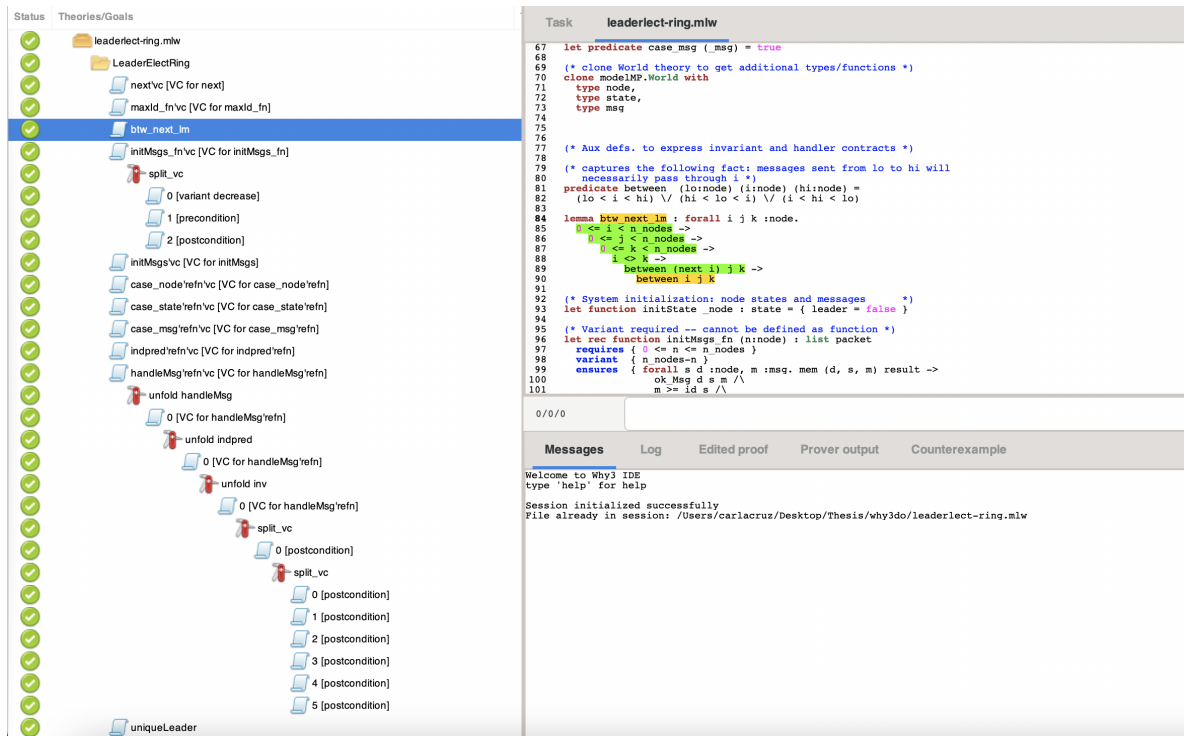 Status Theories/Goals
leaderlect-ring.mlw
LeaderElectRing
next'vc [VC for next]
maxId_fn'vc [VC for maxId_fn]
btw_next_lm
initMsgs_fn'vc [VC for initMsgs_fn]
split_vc
0 [variant decrease]
1 [precondition]
2 [postcondition]
initMsgs'vc [VC for initMsgs]
case_node'refn'vc [VC for case_node'refn]
case_state'refn'vc [VC for case_state'refn]
case_msg'refn'vc [VC for case_msg'refn]
indpred'refn'vc [VC for indpred'refn]
handleMsg'refn'vc [VC for handleMsg'refn]
unfold handleMsg
0 [VC for handleMsg'refn]
unfold indpred
0 [VC for handleMsg'refn]
unfold inv
0 [VC for handleMsg'refn]
split_vc
0 [postcondition]
split_vc
0 [postcondition]
1 [postcondition]
2 [postcondition]
3 [postcondition]
4 [postcondition]
5 [postcondition]
uniqueLeader
Task leaderlect-ring.mlw
67 let predicate case_msg (_msg) = true
68
69 (* clone World theory to get additional types/functions *)
70 clone modelMP.World with
71 type node,
72 type state,
73 type msg
74
75
76
77 (* Aux defs. to express invariant and handler contracts *)
78
79 (* captures the following fact: messages sent from lo to hi will
80 necessarily pass through i *)
81 predicate between (lo:node) (i:node) (hi:node) =
82 (lo < i < hi) \/ (hi < lo < i) \/ (i < hi < lo)
83
84 lemma btw_next_lm : forall i j k :node.
85 0 <= i < n_nodes ->
86 0 <= j < n_nodes ->
87 0 <= k < n_nodes ->
88 i <> k ->
89 between (next i) j k ->
90 between i j k
91
92 (* System initialization: node states and messages *)
93 let function initState _node : state = { leader = false }
94
95 (* Variant required -- cannot be defined as function *)
96 let rec function initMsgs_fn (n:node) : list packet
97 requires { 0 <= n <= n_nodes }
98 variant { n_nodes-n }
99 ensures { forall s d :node, m :msg. mem (d, s, m) result ->
100 ok_Msg d s m /\
101 m >= id s /\
0/0/0
Messages Log Edited proof Prover output Counterexample
Welcome to Why3 IDE
type 'help' for help
Session initialized successfully
File already in session: /Users/carlacruz/Desktop/Thesis/why3do/leaderlect-ring.mlw